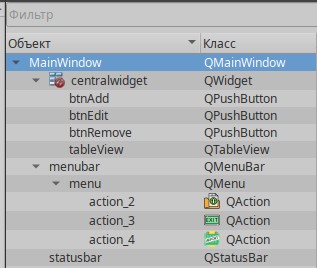 Фильтр
Объект Класс
MainWindow QMainWindow
centralwidget QWidget
btnAdd QPushButton
btnEdit QPushButton
btnRemove QPushButton
tableView QTableView
menubar QMenuBar
menu QMenu
action_2 QAction
action_3 EXIT QAction
action_4 QAction
statusbar QStatusBar